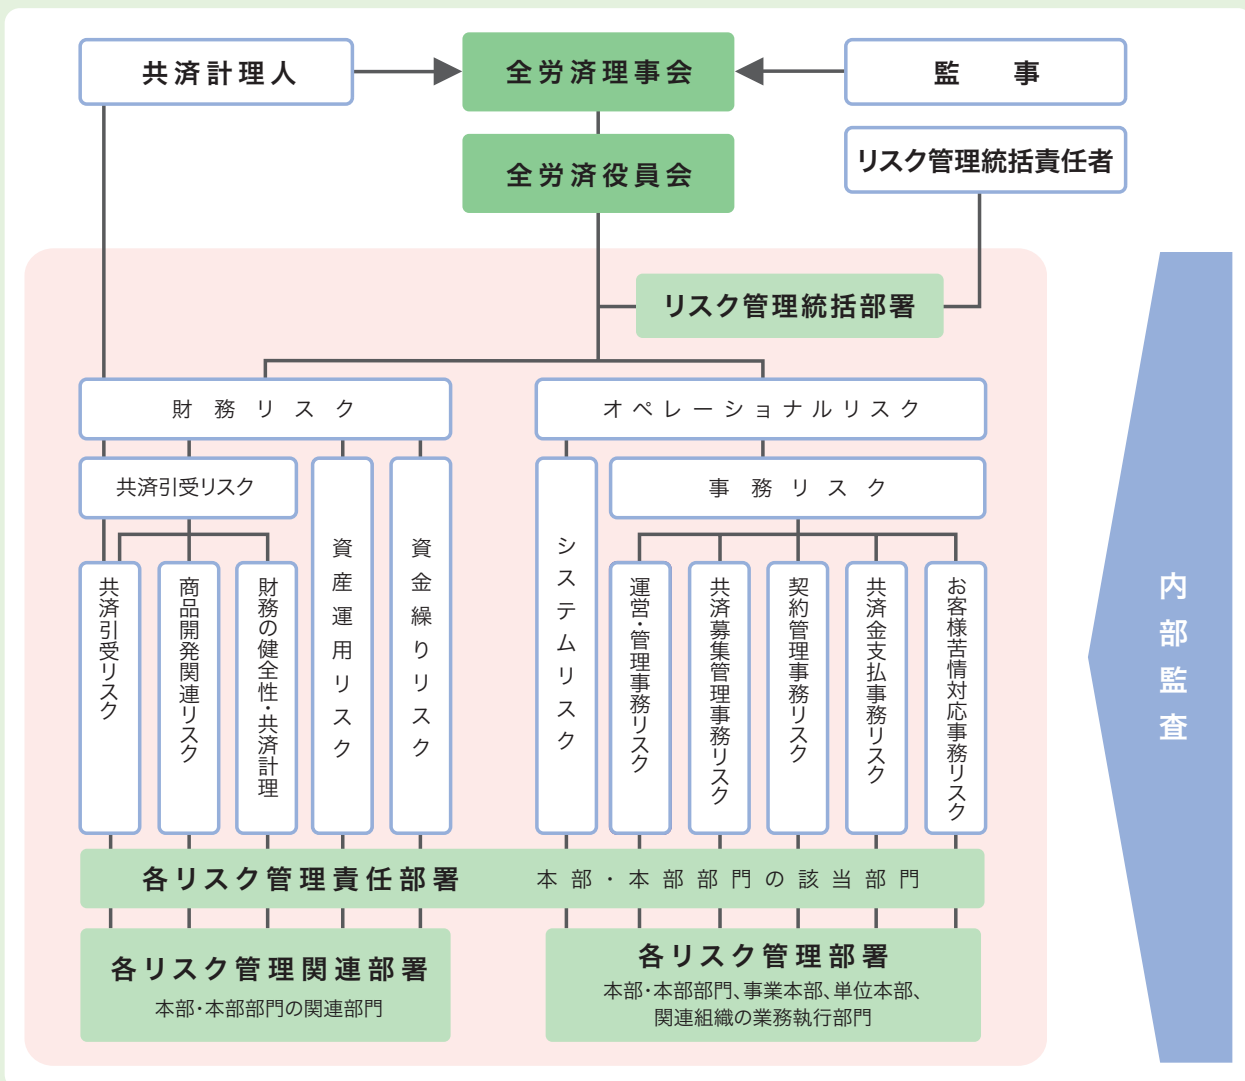 共済計理人
全労済理事会
監事
全労済役員会
リスク管理統括責任者
リスク管理統括部署
財務リスク
オペレーショナルリスク
共済引受リスク
事務リスク
共済引受リスク
商品開発関連リスク
財務の健全性・共済計理
資産運用リスク
資金繰りリスク
システムリスク
運営・管理事務リスク
共済募集管理事務リスク
契約管理事務リスク
共済金支払事務リスク
お客様苦情対応事務リスク
内部監査
各リスク管理責任部署 本部・本部部門の該当部門
各リスク管理関連部署
本部・本部部門の関連部門
各リスク管理部署
本部・本部部門、事業本部、単位本部、
関連組織の業務執行部門